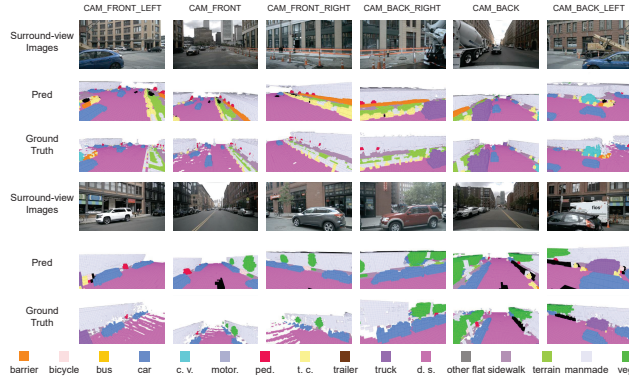 CAM_FRONT_LEFT CAM_FRONT CAM_FRONT_RIGHT CAM_BACK_RIGHT CAM_BACK CAM_BACK_LEFT
Surround-view
Images
Pred
Ground
Truth
Surround-view
Images
Pred
Ground
Truth
barrier bicycle bus car c. v. motor. ped. t. c. trailer truck d. s. other flat sidewalk terrain manmade veg